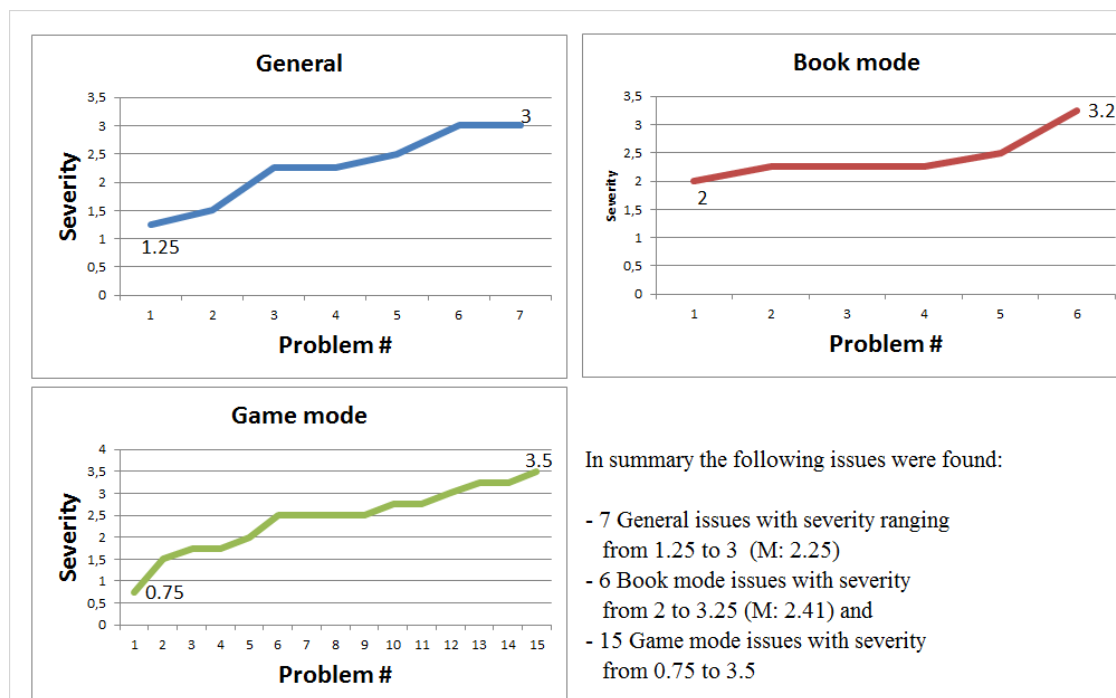 General
3,5
3
2,5
2
1,5
1
0,5
0
Severity
1.25
3
1 2 3 4 5 6 7
Problem #
Book mode
3,5
3
2,5
2
1,5
1
0,5
0
Severity
2
3.2
1 2 3 4 5 6
Problem #
Game mode
4
3,5
3
2,5
2
1,5
1
0,5
0
Severity
0.75
3.5
1 2 3 4 5 6 7 8 9 10 11 12 13 14 15
Problem #
In summary the following issues were found:
- 7 General issues with severity ranging
from 1.25 to 3 (M: 2.25)
- 6 Book mode issues with severity
from 2 to 3.25 (M: 2.41) and
- 15 Game mode issues with severity
from 0.75 to 3.5